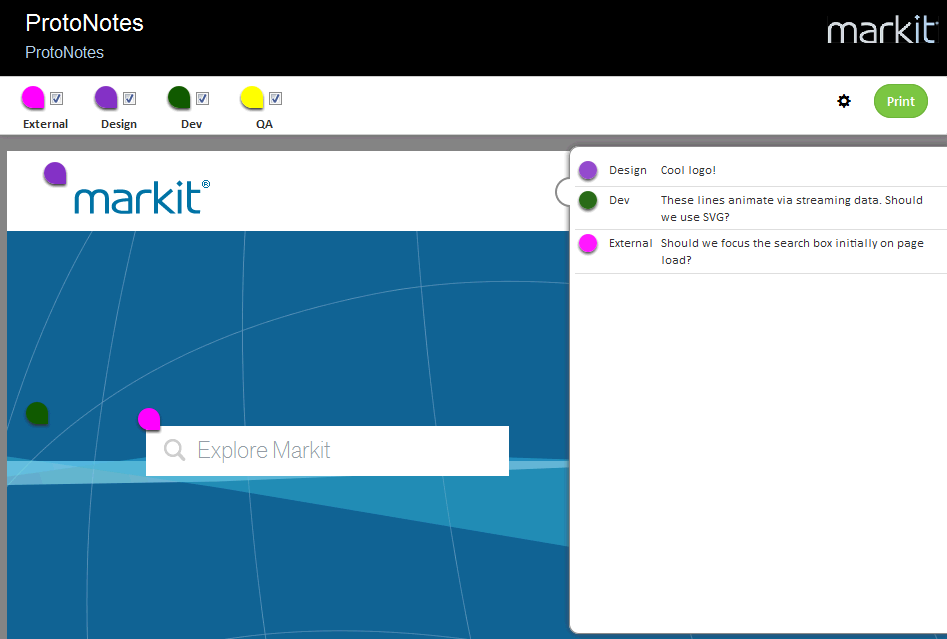 ProtoNotes
ProtoNotes
markit
External Design Dev QA
Print
markit®
Design Cool logo!
Dev These lines animate via streaming data. Should
we use SVG?
External Should we focus the search box initially on page
load?
Explore Markit